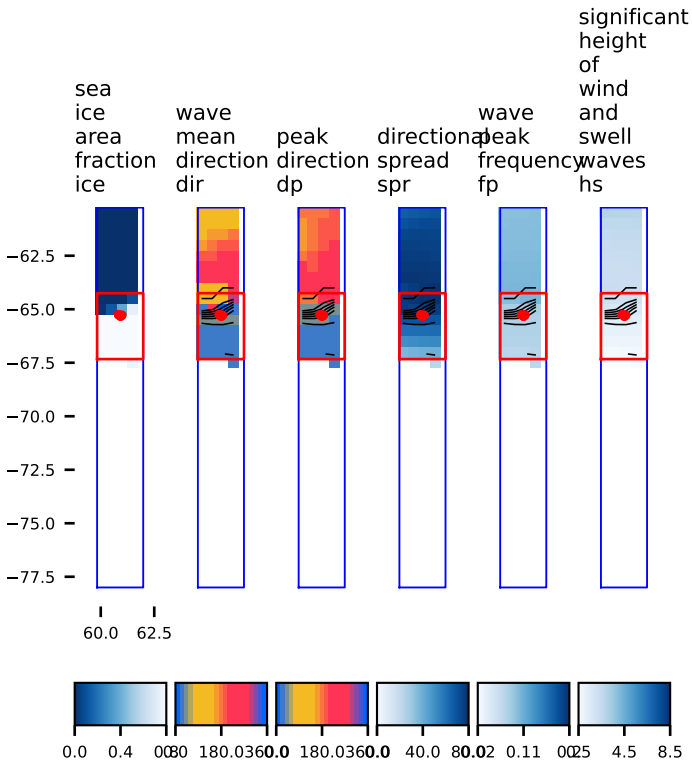 sea
ice
area
fraction
ice
wave
mean
direction
dir
peak
direction
dp
directional
spread
spr
wave
peak
frequency
fp
significant
height
of
wind
and
swell
waves
hs
−62.5
−65.0
−67.5
−70.0
−72.5
−75.0
−77.5
60.0 62.5
0.0 0.4
180.0
180.0
40.0
0.11
4.5 8.5